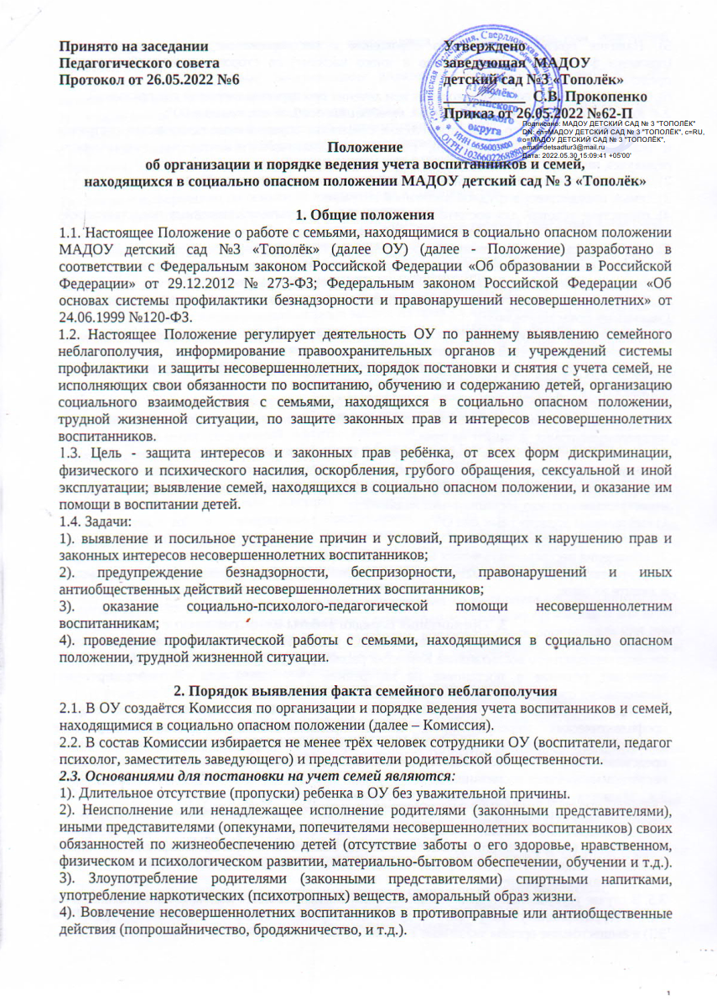 Принято на заседании
Педагогического совета
Протокол от 26.05.2022 №6
Утверждено
заведующая МАДОУ
детский сад №3 «Тополёк»
____________ С.В. Прокопенко
Приказ от 26.05.2022 №62-П
ИНН 6656003800
Подписано: МАДОУ ДЕТСКИЙ САД № 3 "ТОПОЛЁК"
DN: cn=МАДОУ ДЕТСКИЙ САД № 3 "ТОПОЛЁК", c=RU,
o=МАДОУ ДЕТСКИЙ САД № 3 "ТОПОЛЁК",
email=detsadtur3@mail.ru
Дата: 2022.05.30 15:09:41 +05'00'
Положение
об организации и порядке ведения учета воспитанников и семей,
находящихся в социально опасном положении МАДОУ детский сад № 3 «Тополёк»
1. Общие положения
1.1. Настоящее Положение о работе с семьями, находящимися в социально опасном положении
МАДОУ детский сад №3 «Тополёк» (далее ОУ) (далее - Положение) разработано в
соответствии с Федеральным законом Российской Федерации «Об образовании в Российской
Федерации» от 29.12.2012 № 273-ФЗ; Федеральным законом Российской Федерации «Об
основах системы профилактики безнадзорности и правонарушений несовершеннолетних» от
24.06.1999 №120-ФЗ.
1.2. Настоящее Положение регулирует деятельность ОУ по раннему выявлению семейного
неблагополучия, информирование правоохранительных органов и учреждений системы
профилактики и защиты несовершеннолетних, порядок постановки и снятия с учета семей, не
исполняющих свои обязанности по воспитанию, обучению и содержанию детей, организацию
социального взаимодействия с семьями, находящихся в социально опасном положении,
трудной жизненной ситуации, по защите законных прав и интересов несовершеннолетних
воспитанников.
1.3. Цель - защита интересов и законных прав ребёнка, от всех форм дискриминации,
физического и психического насилия, оскорбления, грубого обращения, сексуальной и иной
эксплуатации; выявление семей, находящихся в социально опасном положении, и оказание им
помощи в воспитании детей.
1.4. Задачи:
1). выявление и посильное устранение причин и условий, приводящих к нарушению прав и
законных интересов несовершеннолетних воспитанников;
2). предупреждение безнадзорности, беспризорности, правонарушений и иных
антиобщественных действий несовершеннолетних воспитанников;
3). оказание социально-психолого-педагогической помощи несовершеннолетним
воспитанникам;
4). проведение профилактической работы с семьями, находящимися в социально опасном
положении, трудной жизненной ситуации.
2. Порядок выявления факта семейного неблагополучия
2.1. В ОУ создаётся Комиссия по организации и порядке ведения учета воспитанников и семей,
находящимися в социально опасном положении (далее – Комиссия).
2.2. В состав Комиссии избирается не менее трёх человек сотрудники ОУ (воспитатели, педагог
психолог, заместитель заведующего) и представители родительской общественности.
2.3. Основаниями для постановки на учет семей являются:
1). Длительное отсутствие (пропуски) ребенка в ОУ без уважительной причины.
2). Неисполнение или ненадлежащее исполнение родителями (законными представителями),
иными представителями (опекунами, попечителями несовершеннолетних воспитанников) своих
обязанностей по жизнеобеспечению детей (отсутствие заботы о его здоровье, нравственном,
физическом и психологическом развитии, материально-бытовом обеспечении, обучении и т.д.).
3). Злоупотребление родителями (законными представителями) спиртными напитками,
употребление наркотических (психотропных) веществ, аморальный образ жизни.
4). Вовлечение несовершеннолетних воспитанников в противоправные или антиобщественные
действия (попрошайничество, бродяжничество, и т.д.).
1